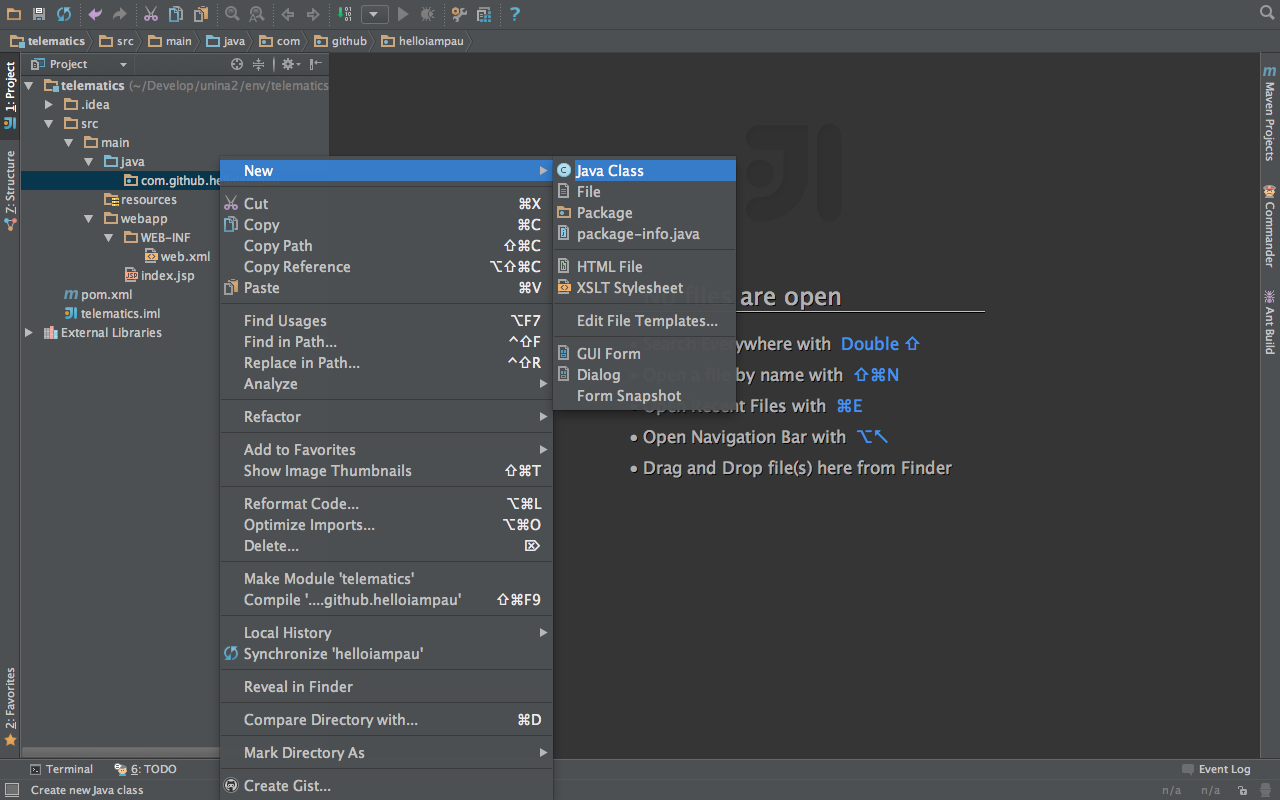 telematics src main java com github helloiampau
Project
1: Project
Z: Structure
2: Favorites
telematics (~/Develop/unina2/env/telematics
.idea
src
main
java
com.github.he
resources
webapp
WEB-INF
web.xml
index.jsp
pom.xml
telematics.iml
External Libraries
New
Cut ⌘X
Copy ⌘C
Copy Path ⇧⌘C
Copy Reference ⌥⇧⌘C
Paste ⌘V
Find Usages ⌥F7
Find in Path... ^⇧F
Replace in Path... ^⇧R
Analyze
Refactor
Add to Favorites
Show Image Thumbnails ⇧⌘T
Reformat Code... ⌥⌘L
Optimize Imports... ⌥⌘O
Delete... ⌦
Make Module 'telematics'
Compile '....github.helloiampau' ⇧⌘F9
Local History
Synchronize 'helloiampau'
Reveal in Finder
Compare Directory with... ⌘D
Mark Directory As
Create Gist...
Java Class
File
Package
package-info.java
HTML File
XSLT Stylesheet
Edit File Templates...
GUI Form
Dialog
Form Snapshot
No files are open
• Search Everywhere with Double ⇧
• Open a file by name with ⇧⌘N
• Open Recent Files with ⌘E
• Open Navigation Bar with ⌥↖
• Drag and Drop file(s) here from Finder
Maven Projects
Commander
Ant Build
Terminal 6: TODO Event Log
Create new Java class n/a n/a